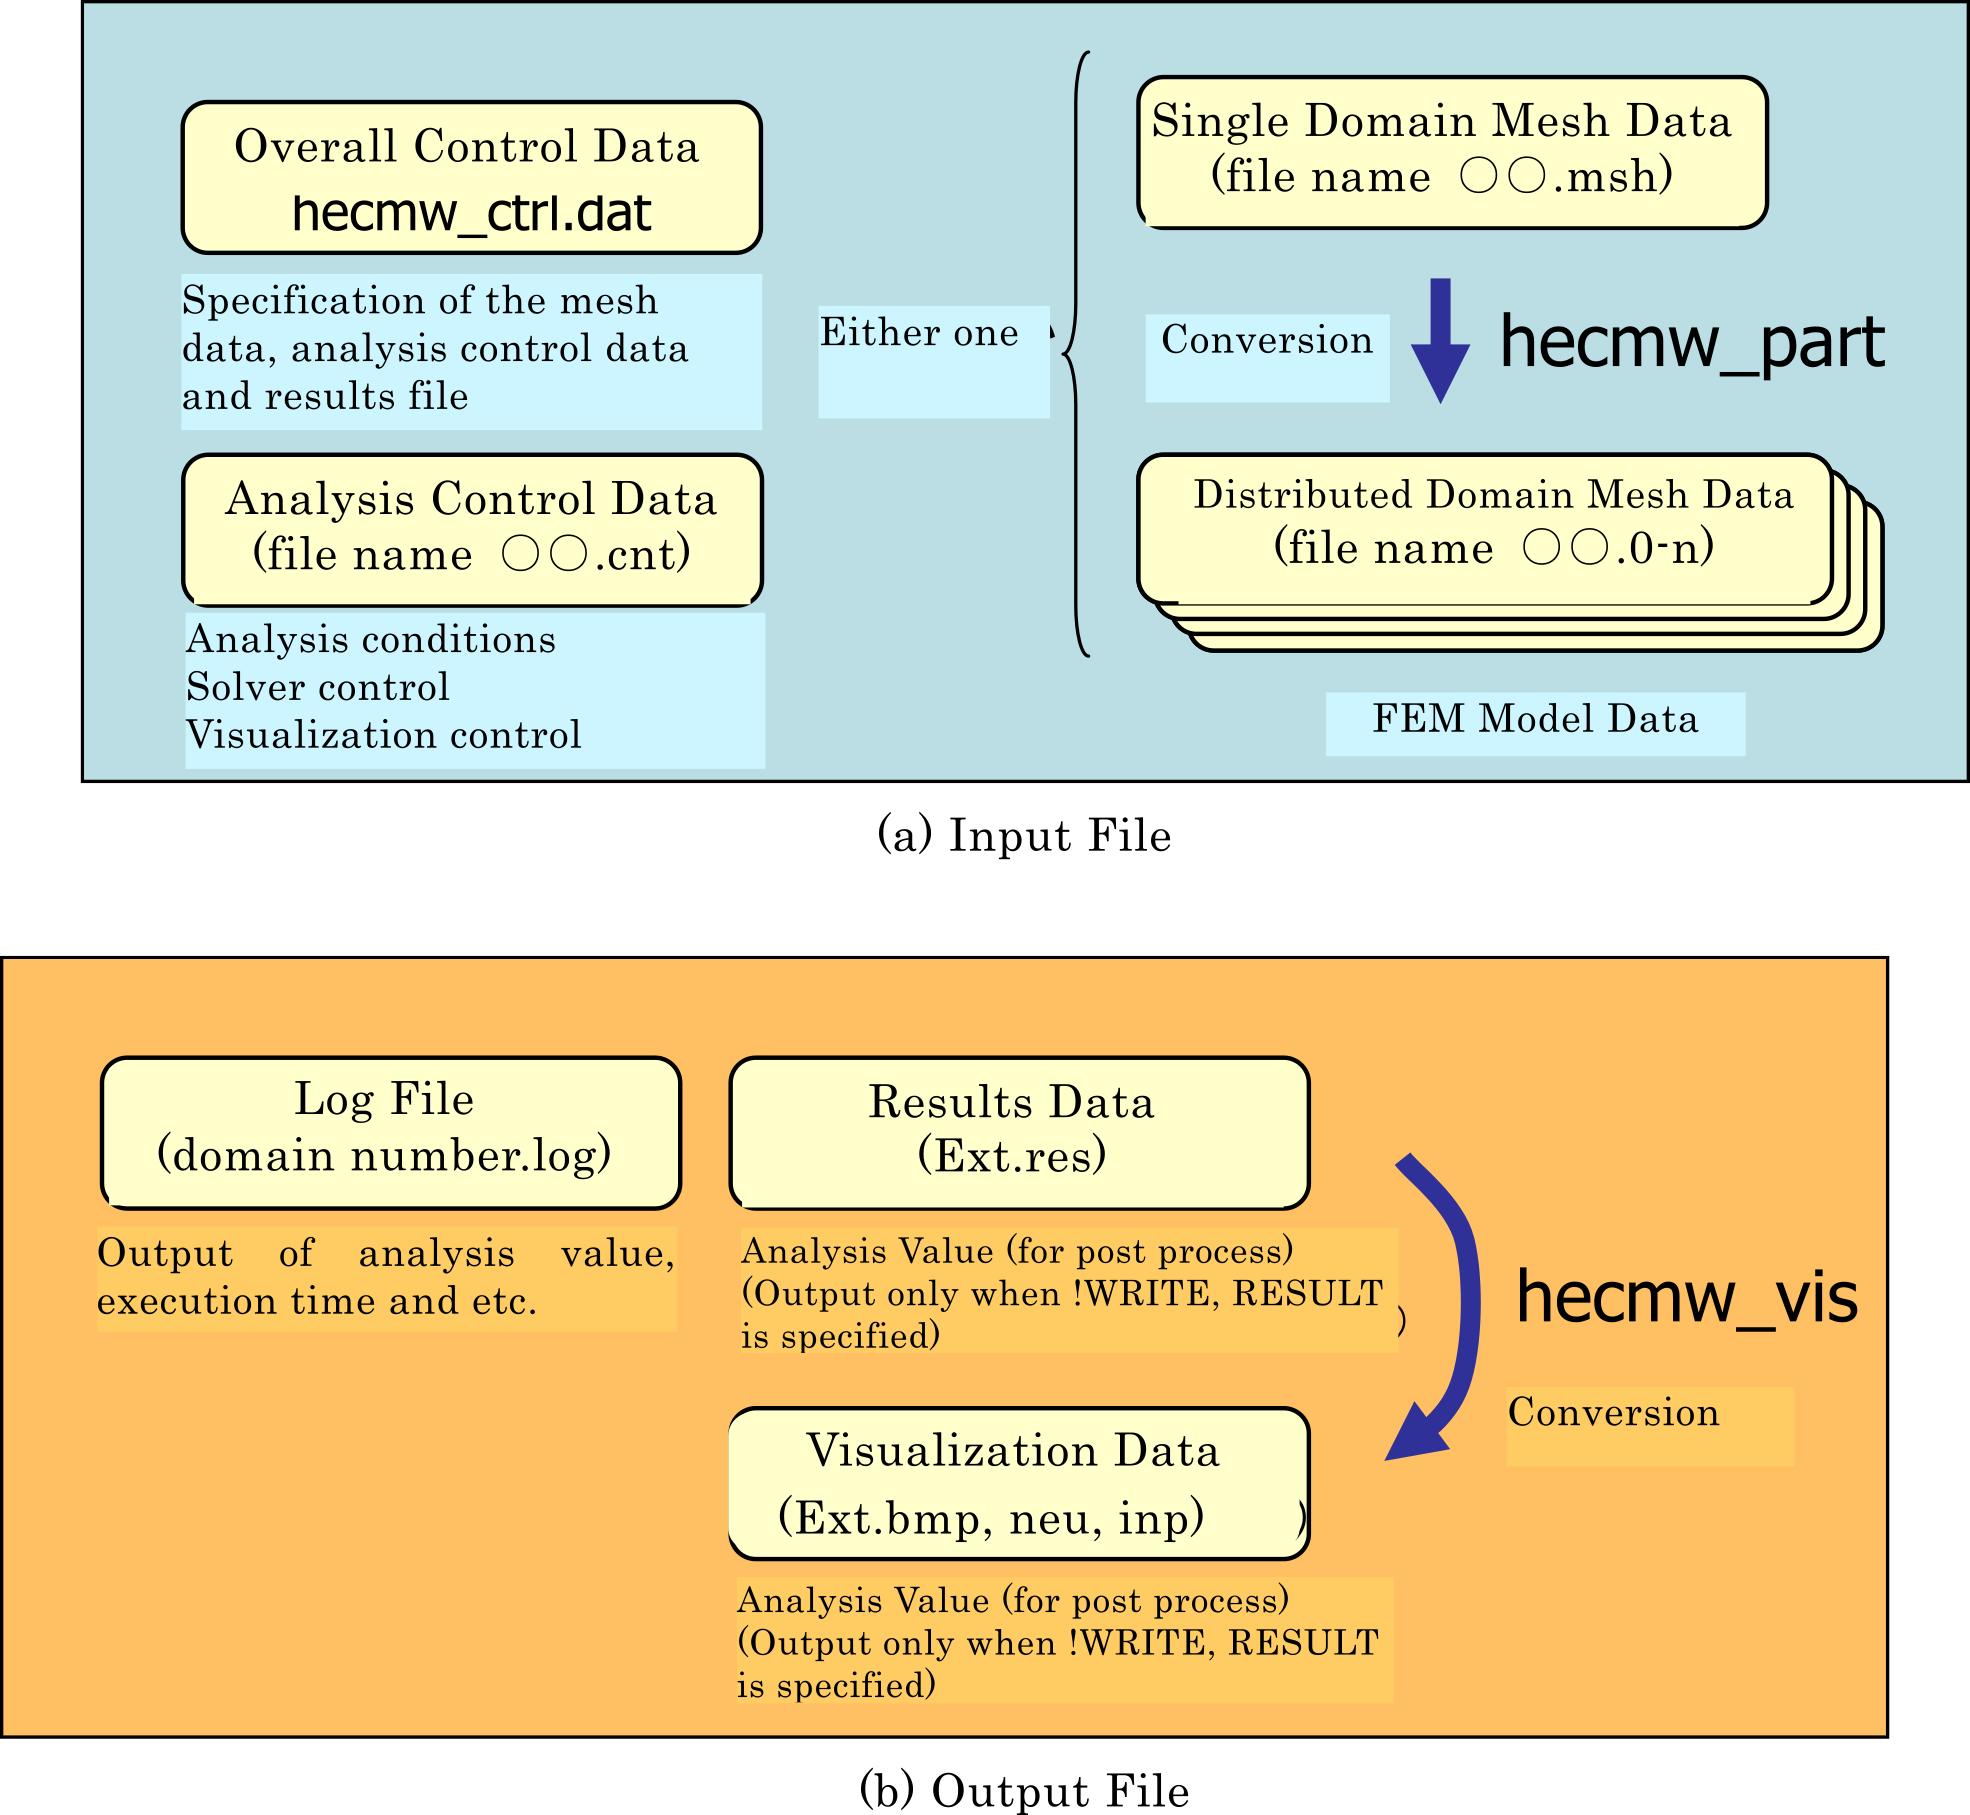 Overall Control Data
hecmw_ctrl.dat
Specification of the mesh
data, analysis control data
and results file
Analysis Control Data
(file name ○○.cnt)
Analysis conditions
Solver control
Visualization control
Either one
Single Domain Mesh Data
(file name ○○.msh)
Conversion
hecmw_part
Distributed Domain Mesh Data
(file name ○○.0-n)
FEM Model Data
(a) Input File
Log File
(domain number.log)
Output of analysis value,
execution time and etc.
Results Data
(Ext.res)
Analysis Value (for post process)
(Output only when !WRITE, RESULT
is specified)
)
hecmw_vis
Conversion
Visualization Data
(Ext.bmp, neu, inp) )
Analysis Value (for post process)
(Output only when !WRITE, RESULT
is specified)
(b) Output File